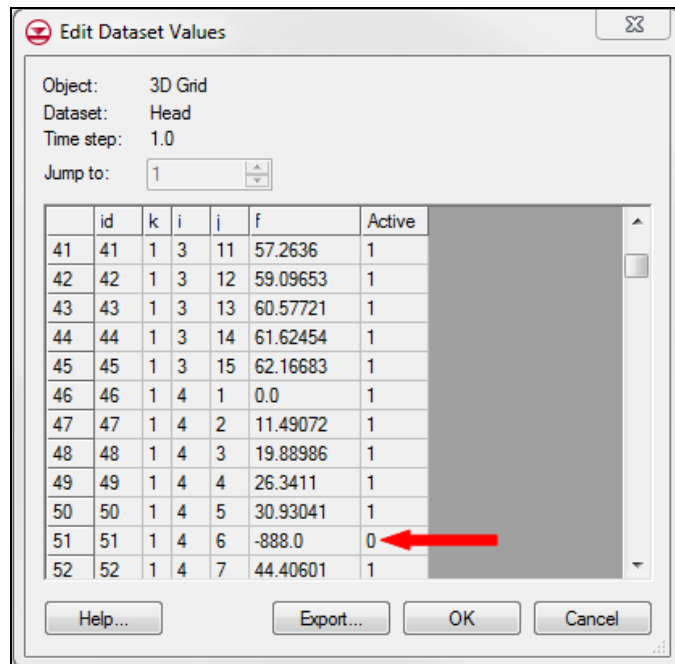 Edit Dataset Values
Object: 3D Grid
Dataset: Head
Time step: 1.0
Jump to: 1
id k i j f Active
41 41 1 3 11 57.2636 1
42 42 1 3 12 59.09653 1
43 43 1 3 13 60.57721 1
44 44 1 3 14 61.62454 1
45 45 1 3 15 62.16683 1
46 46 1 4 1 0.0 1
47 47 1 4 2 11.49072 1
48 48 1 4 3 19.88986 1
49 49 1 4 4 26.3411 1
50 50 1 4 5 30.93041 1
51 51 1 4 6 -888.0 0
52 52 1 4 7 44.40601 1
Help... Export... OK Cancel